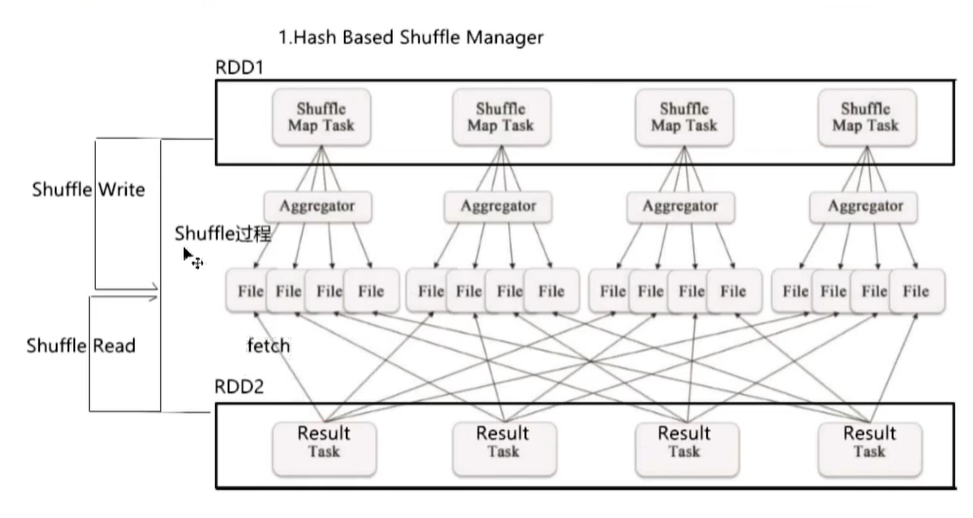 1.Hash Based Shuffle Manager
RDD1
Shuffle
Map Task
Shuffle
Map Task
Shuffle
Map Task
Shuffle
Map Task
Shuffle Write
Aggregator
Aggregator
Aggregator
Aggregator
Shuffle过程
File File File File
File File File File
File File File File
File File File File
Shuffle Read
fetch
RDD2
Result
Task
Result
Task
Result
Task
Result
Task